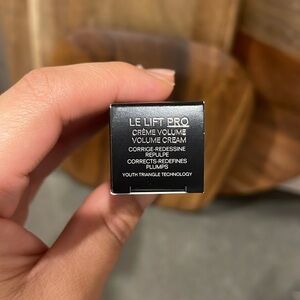 LE LIFT PRO
CRÈME VOLUME
VOLUME CREAM
CORRIGE-REDESSINE
REPULPE
CORRECTS-REDEFINES
PLUMPS
YOUTH TRIANGLE TECHNOLOGY